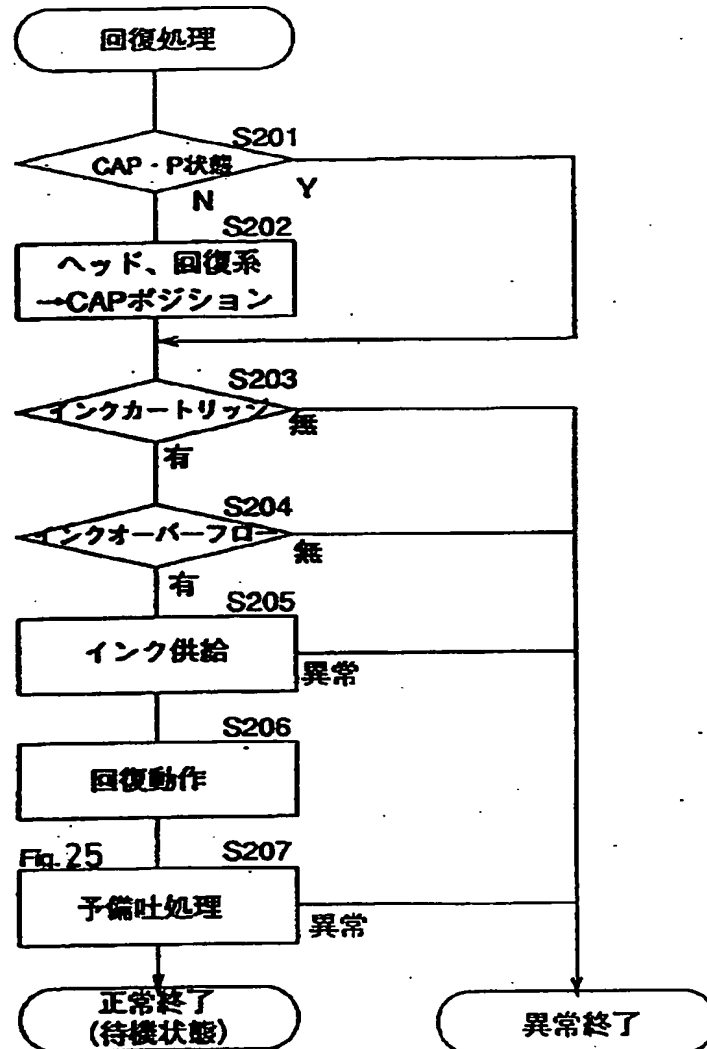 回復処理
S201
CAP・P状態
Y
N
S202
ヘッド、回復系
→CAPポジション
S203
インクカートリッジ
無
有
S204
インクオーバーフロー
無
有
S205
インク供給
異常
S206
回復動作
Fig. 25
S207
予備吐処理
異常
正常終了
(待機状態)
異常終了